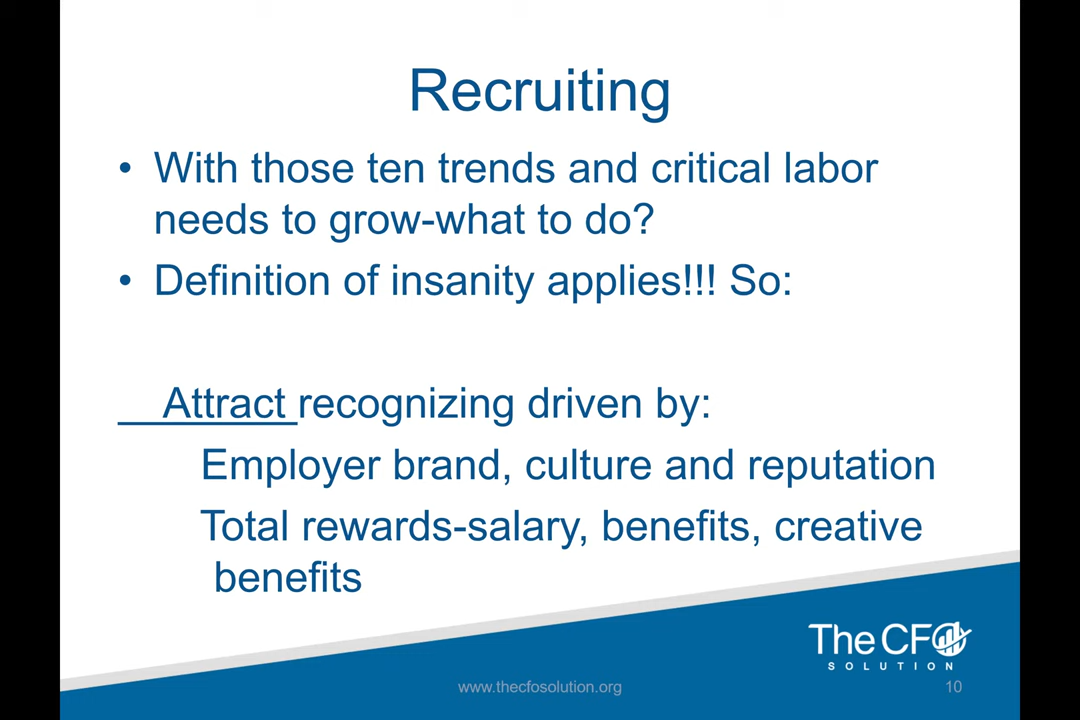 Recruiting
• With those ten trends and critical labor
needs to grow-what to do?
• Definition of insanity applies!!! So:
Attract recognizing driven by:
Employer brand, culture and reputation
Total rewards-salary, benefits, creative
benefits
The CFO
SOLUTION
www.thecfosolution.org
10